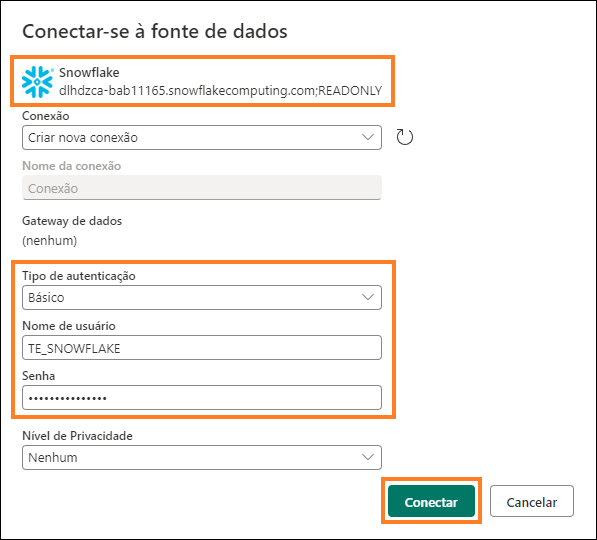 Conectar-se à fonte de dados
Snowflake
dlhdzca-bab11165.snowflakecomputing.com;READONLY
Conexão
Criar nova conexão
Nome da conexão
Conexão
Gateway de dados
(nenhum)
Tipo de autenticação
Básico
Nome de usuário
TE_SNOWFLAKE
Senha
•••••••••••••••
Nível de Privacidade
Nenhum
Conectar
Cancelar